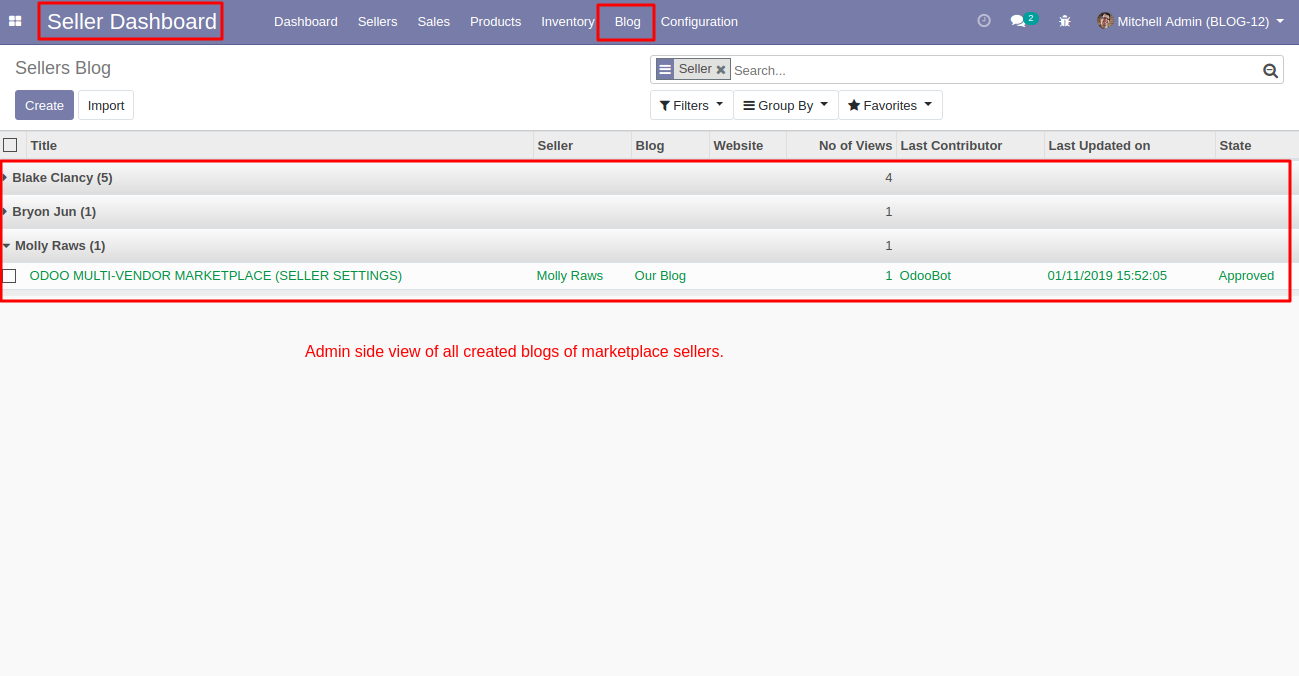 Seller Dashboard Dashboard Sellers Sales Products Inventory Blog Configuration 2 Mitchell Admin (BLOG-12)
Sellers Blog Seller Search...
Create Import Filters Group By Favorites
Title Seller Blog Website No of Views Last Contributor Last Updated on State
Blake Clancy (5) 4
Bryon Jun (1) 1
Molly Raws (1) 1
ODOO MULTI-VENDOR MARKETPLACE (SELLER SETTINGS) Molly Raws Our Blog 1 OdooBot 01/11/2019 15:52:05 Approved
Admin side view of all created blogs of marketplace sellers.